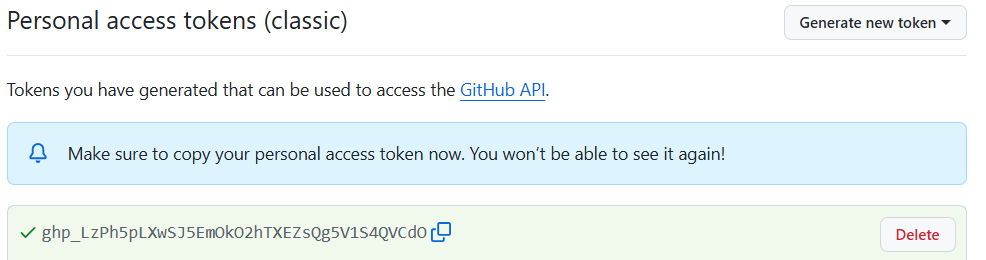 Personal access tokens (classic)
Generate new token
Tokens you have generated that can be used to access the GitHub API.
Make sure to copy your personal access token now. You won’t be able to see it again!
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
Delete